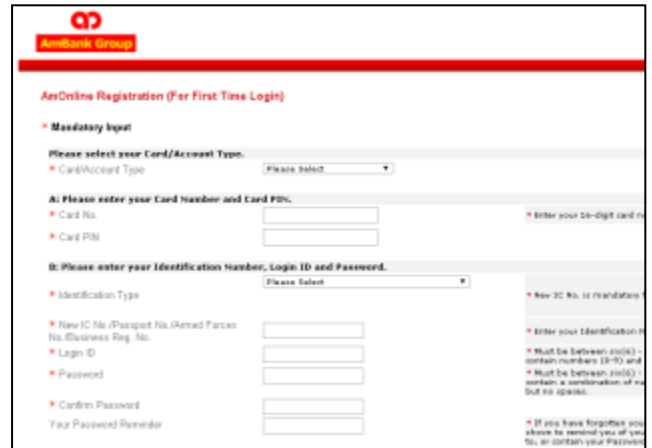 AmBank Group
AmOnline Registration (For First Time Login)
* Mandatory Input
Please select your Card/Account Type.
* Card/Account Type
Please Select
A: Please enter your Card Number and Card PIN.
* Card No.
* Enter your 16-digit card
* Card PIN
B: Please enter your Identification Number, Login ID and Password.
Please Select
* Identification Type
* New IC No. is mandatory
* New IC No./Passport No./Armed Forces
No./Business Reg. No.
* Enter your Identification
* Login ID
* Must be between six(6) -
contain numbers (0-9) and
* Password
* Must be between six(6) -
contain a combination of
but no spaces.
* Confirm Password
Your Password Reminder
* If you have forgotten you
shown to remind you of you
to, or contain your Password